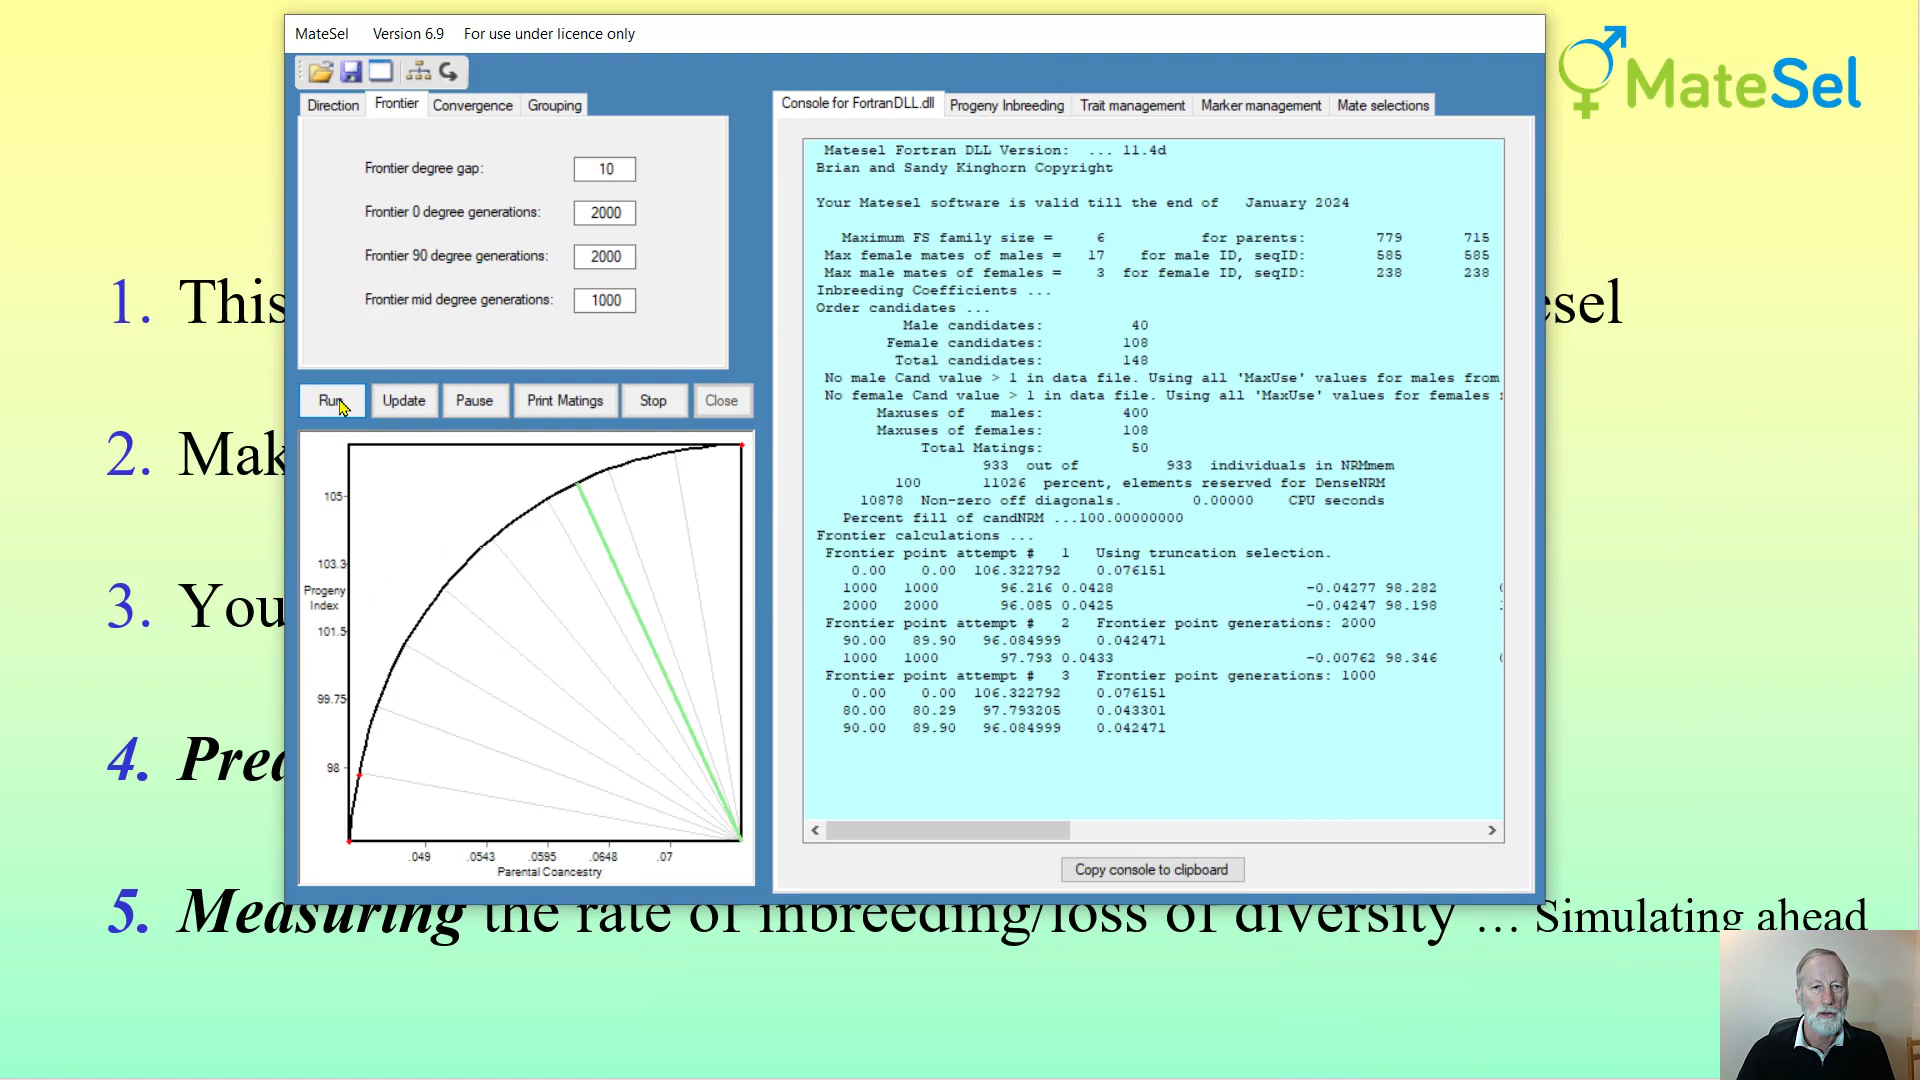 MateSel Version 6.9 For use under licence only
MateSel
Direction Frontier Convergence Grouping
Frontier degree gap: 10
Frontier 0 degree generations: 2000
Frontier 90 degree generations: 2000
Frontier mid degree generations: 1000
Run Update Pause Print Matings Stop Close
105
103.3
Progeny
Index
101.5
99.75
98
.049 .0543 .0595 .0648 .07
Parental Coancestry
Console for FortranDLL.dll Progeny Inbreeding Trait management Marker management Mate selections
Matesel Fortran DLL Version: ... 11.4d
Brian and Sandy Kinghorn Copyright
Your Matesel software is valid till the end of January 2024
Maximum FS family size = 6 for parents: 779 715
Max female mates of males = 17 for male ID, seqID: 585 585
Max male mates of females = 3 for female ID, seqID: 238 238
Inbreeding Coefficients ...
Order candidates ...
Male candidates: 40
Female candidates: 108
Total candidates: 148
No male Cand value > 1 in data file. Using all 'MaxUse' values for males from
No female Cand value > 1 in data file. Using all 'MaxUse' values for females
Maxuses of males: 400
Maxuses of females: 108
Total Matings: 50
933 out of 933 individuals in NRMmem
100 11026 percent, elements reserved for DenseNRM
10878 Non-zero off diagonals. 0.00000 CPU seconds
Percent fill of candNRM ...100.00000000
Frontier calculations ...
Frontier point attempt # 1 Using truncation selection.
0.00 0.00 106.322792 0.076151
1000 1000 96.216 0.0428 -0.04277 98.282
2000 2000 96.085 0.0425 -0.04247 98.198
Frontier point attempt # 2 Frontier point generations: 2000
90.00 89.90 96.084999 0.042471
1000 1000 97.793 0.0433 -0.00762 98.346
Frontier point attempt # 3 Frontier point generations: 1000
0.00 0.00 106.322792 0.076151
80.00 80.29 97.793205 0.043301
90.00 89.90 96.084999 0.042471
Copy console to clipboard
1. This
2. Mak
3. You
4. Pred
5. Measuring the rate of inbreeding/loss of diversity ... Simulating ahead